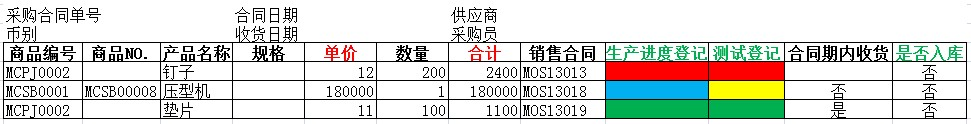 采购合同单号 合同日期 供应商
币别 收货日期 采购员
商品编号 商品NO. 产品名称 规格 单价 数量 合计 销售合同 生产进度登记 测试登记 合同期内收货 是否入库
MCPJ0002 钉子 12 200 2400 MOS13013 否
MCSB0001 MCSB00008 压型机 180000 1 180000 MOS13018 否 否
MCPJ0002 垫片 11 100 1100 MOS13019 是 否